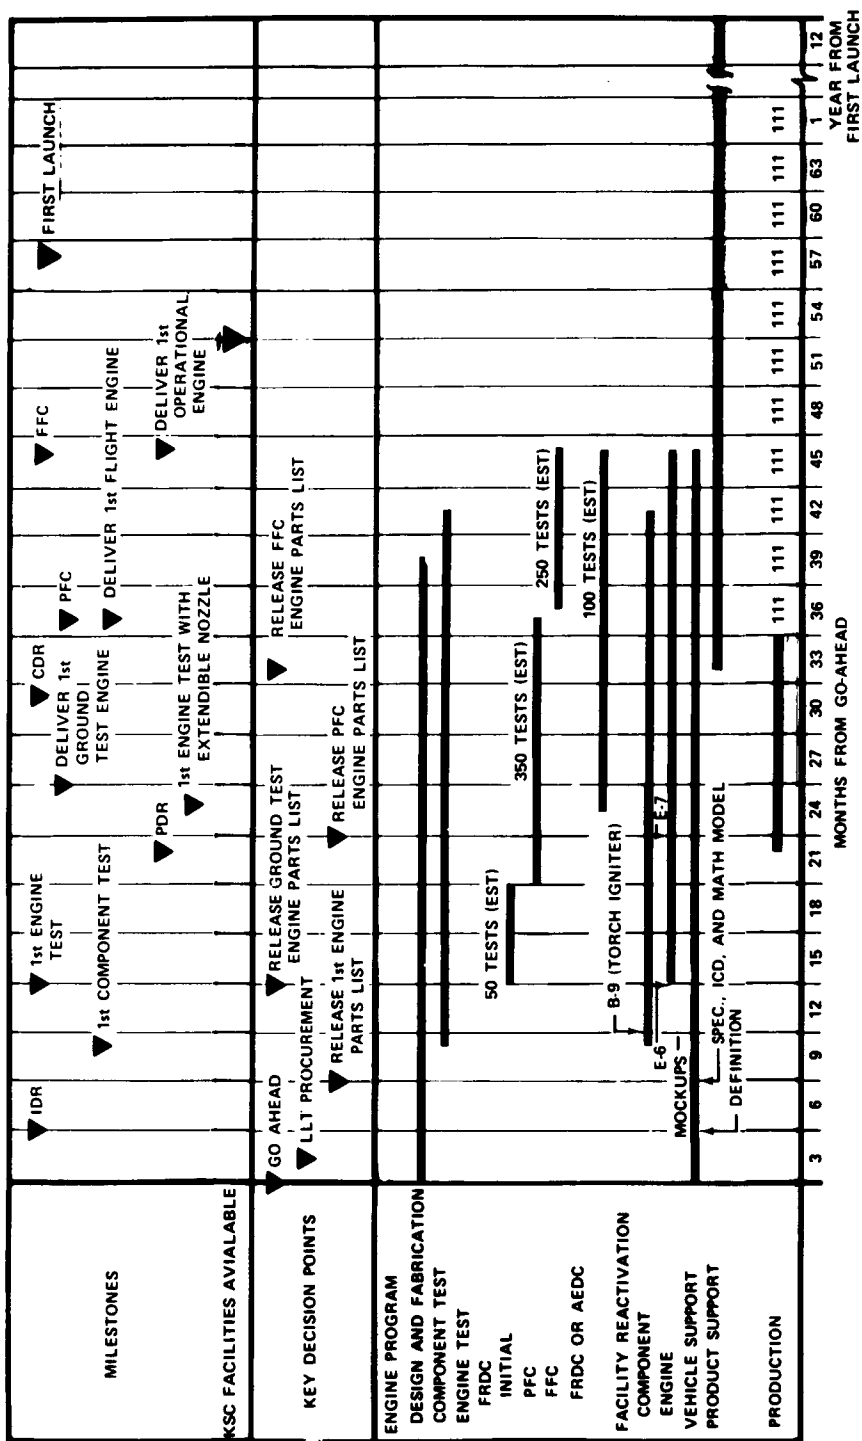 MILESTONES
IDR
1st ENGINE
TEST
1st COMPONENT TEST
PDR
CDR
DELIVER 1st
GROUND
TEST ENGINE
1st ENGINE TEST WITH
EXTENDIBLE NOZZLE
PFC
DELIVER 1st FLIGHT ENGINE
FFC
DELIVER 1st
OPERATIONAL
ENGINE
FIRST LAUNCH
KSC FACILITIES AVIALABLE
KEY DECISION POINTS
GO AHEAD
LLT PROCUREMENT
RELEASE 1st ENGINE
PARTS LIST
RELEASE GROUND TEST
ENGINE PARTS LIST
RELEASE PFC
ENGINE PARTS LIST
RELEASE FFC
ENGINE PARTS LIST
ENGINE PROGRAM
DESIGN AND FABRICATION
COMPONENT TEST
ENGINE TEST
FRDC
INITIAL
50 TESTS (EST)
PFC
350 TESTS (EST)
FFC
250 TESTS (EST)
FRDC OR AEDC
100 TESTS (EST)
FACILITY REACTIVATION
COMPONENT
B-9 (TORCH IGNITER)
ENGINE
E-6
E-7
VEHICLE SUPPORT
MOCKUPS
SPEC., ICD, AND MATH MODEL
DEFINITION
PRODUCT SUPPORT
PRODUCTION
111 111 111 111 111 111 111 111 111 111 111
3 6 9 12 15 18 21 24 27 30 33 36 39 42 45 48 51 54 57 60 63 1 12
MONTHS FROM GO-AHEAD
YEAR FROM
FIRST LAUNCH